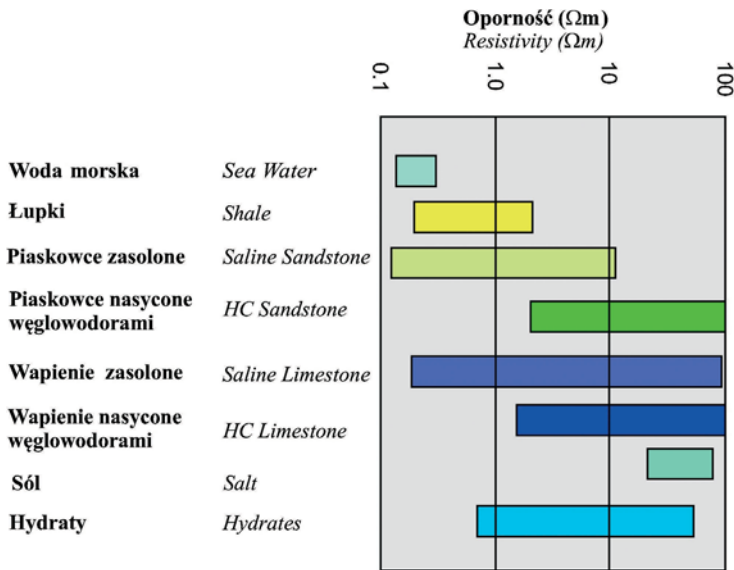 Oporność (Ωm)
Resistivity (Ωm)
0.1 1.0 10 100
Woda morska Sea Water
Łupki Shale
Piaskowce zasolone Saline Sandstone
Piaskowce nasycone
węglowodorami HC Sandstone
Wapienie zasolone Saline Limestone
Wapienie nasycone
węglowodorami HC Limestone
Sól Salt
Hydraty Hydrates